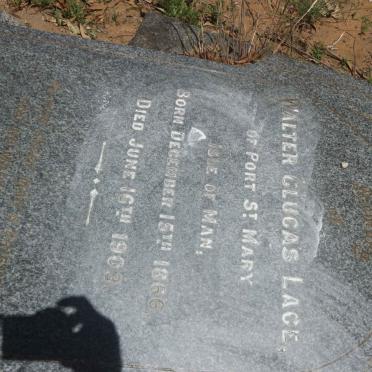 WALTER CLUCAS LACE,
OF PORT ST MARY
ISLE OF MAN,
BORN DECEMBER 15TH 1866
DIED JUNE 16TH 1903